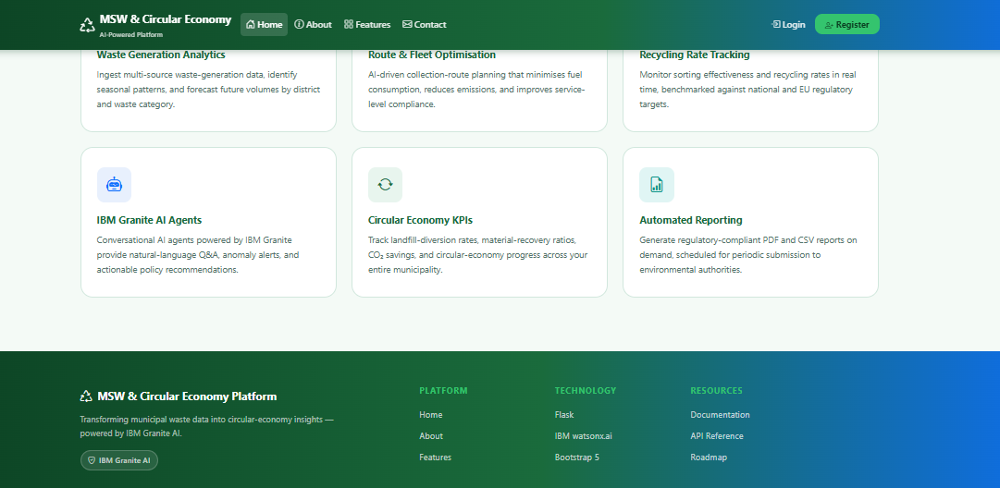 MSW & Circular Economy
AI-Powered Platform
Home
About
Features
Contact
Login
Register
Waste Generation Analytics
Ingest multi-source waste-generation data, identify
seasonal patterns, and forecast future volumes by district
and waste category.
Route & Fleet Optimisation
AI-driven collection-route planning that minimises fuel
consumption, reduces emissions, and improves service-
level compliance.
Recycling Rate Tracking
Monitor sorting effectiveness and recycling rates in real
time, benchmarked against national and EU regulatory
targets.
IBM Granite AI Agents
Conversational AI agents powered by IBM Granite
provide natural-language Q&A, anomaly alerts, and
actionable policy recommendations.
Circular Economy KPIs
Track landfill-diversion rates, material-recovery ratios,
CO₂ savings, and circular-economy progress across your
entire municipality.
Automated Reporting
Generate regulatory-compliant PDF and CSV reports on
demand, scheduled for periodic submission to
environmental authorities.
MSW & Circular Economy Platform
Transforming municipal waste data into circular-economy insights —
powered by IBM Granite AI.
IBM Granite AI
PLATFORM
Home
About
Features
TECHNOLOGY
Flask
IBM watsonx.ai
Bootstrap 5
RESOURCES
Documentation
API Reference
Roadmap